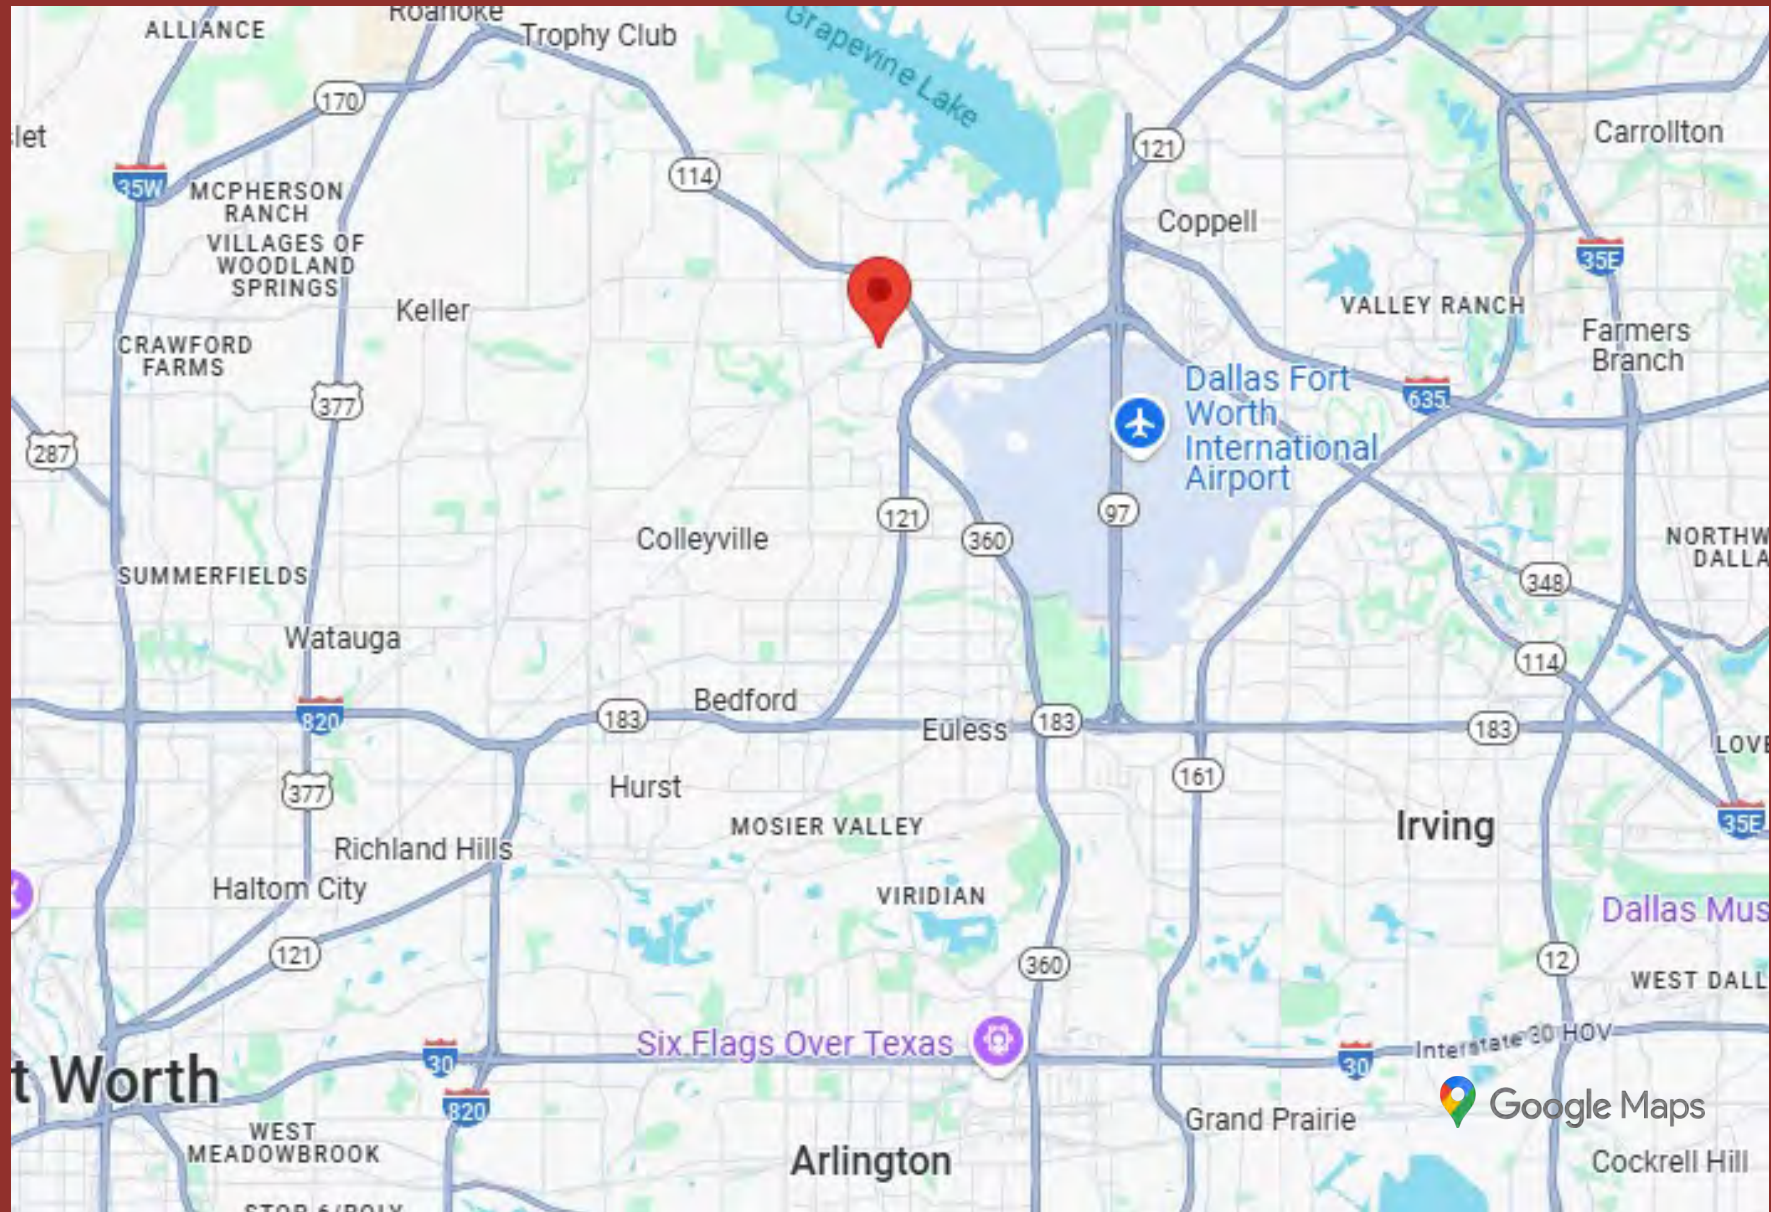 Roanoke
ALLIANCE
Trophy Club
Grapevine Lake
170
121
Carrollton
let
114
35W
MCPHERSON
RANCH
Coppell
VILLAGES OF
WOODLAND
SPRINGS
35E
Keller
VALLEY RANCH
Farmers
Branch
CRAWFORD
FARMS
Dallas Fort
Worth
International
Airport
377
635
287
121
97
360
Colleyville
NORTHW
DALLA
SUMMERFIELDS
348
Watauga
114
Bedford
820
183
Euless
183
183
LOVE
161
377
Hurst
MOSIER VALLEY
Irving
35E
Richland Hills
Haltom City
VIRIDIAN
Dallas Mus
121
360
12
WEST DALL
Six Flags Over Texas
30
30
Interstate 30 HOV
t Worth
820
Google Maps
Grand Prairie
WEST
MEADOWBROOK
Arlington
Cockrell Hill
STOP 6/POLY